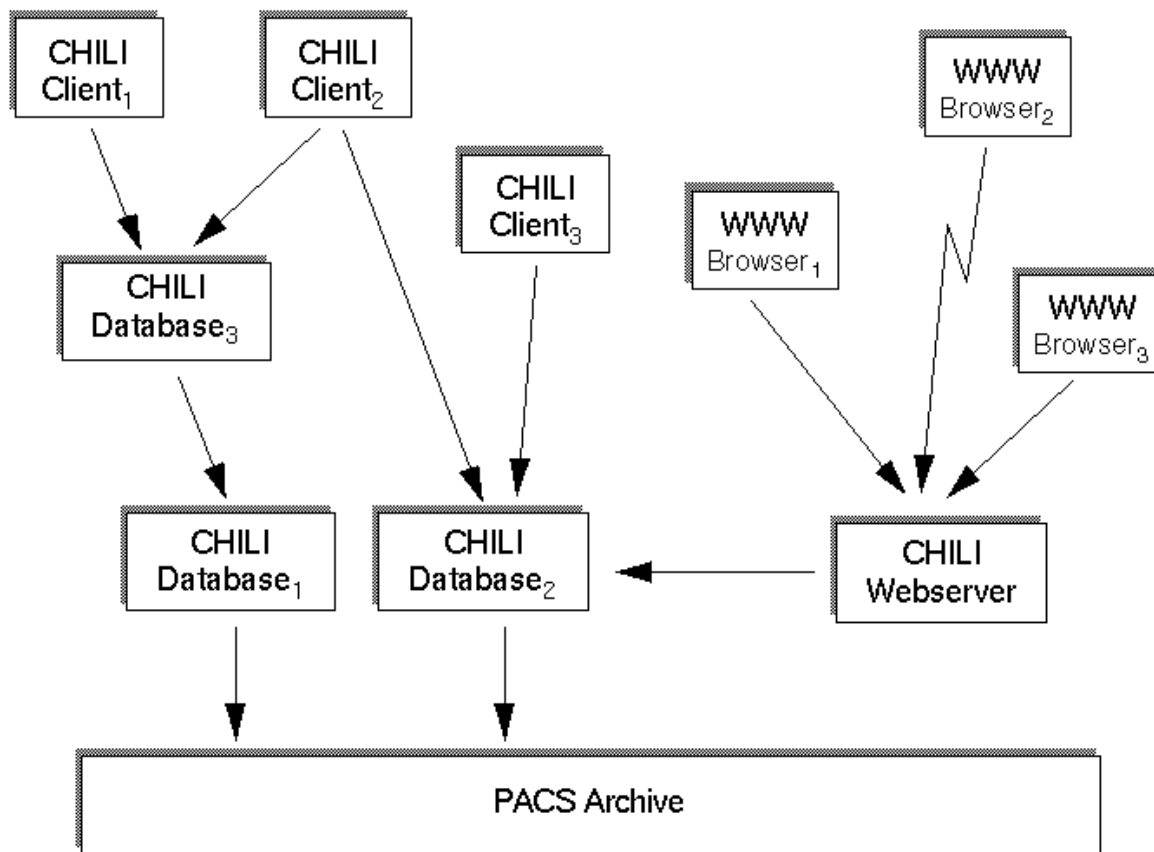 CHILI
Client₁
CHILI
Client₂
WWW
Browser₂
CHILI
Client₃
WWW
Browser₁
CHILI
Database₃
WWW
Browser₃
CHILI
Database₁
CHILI
Database₂
CHILI
Webserver
PACS Archive